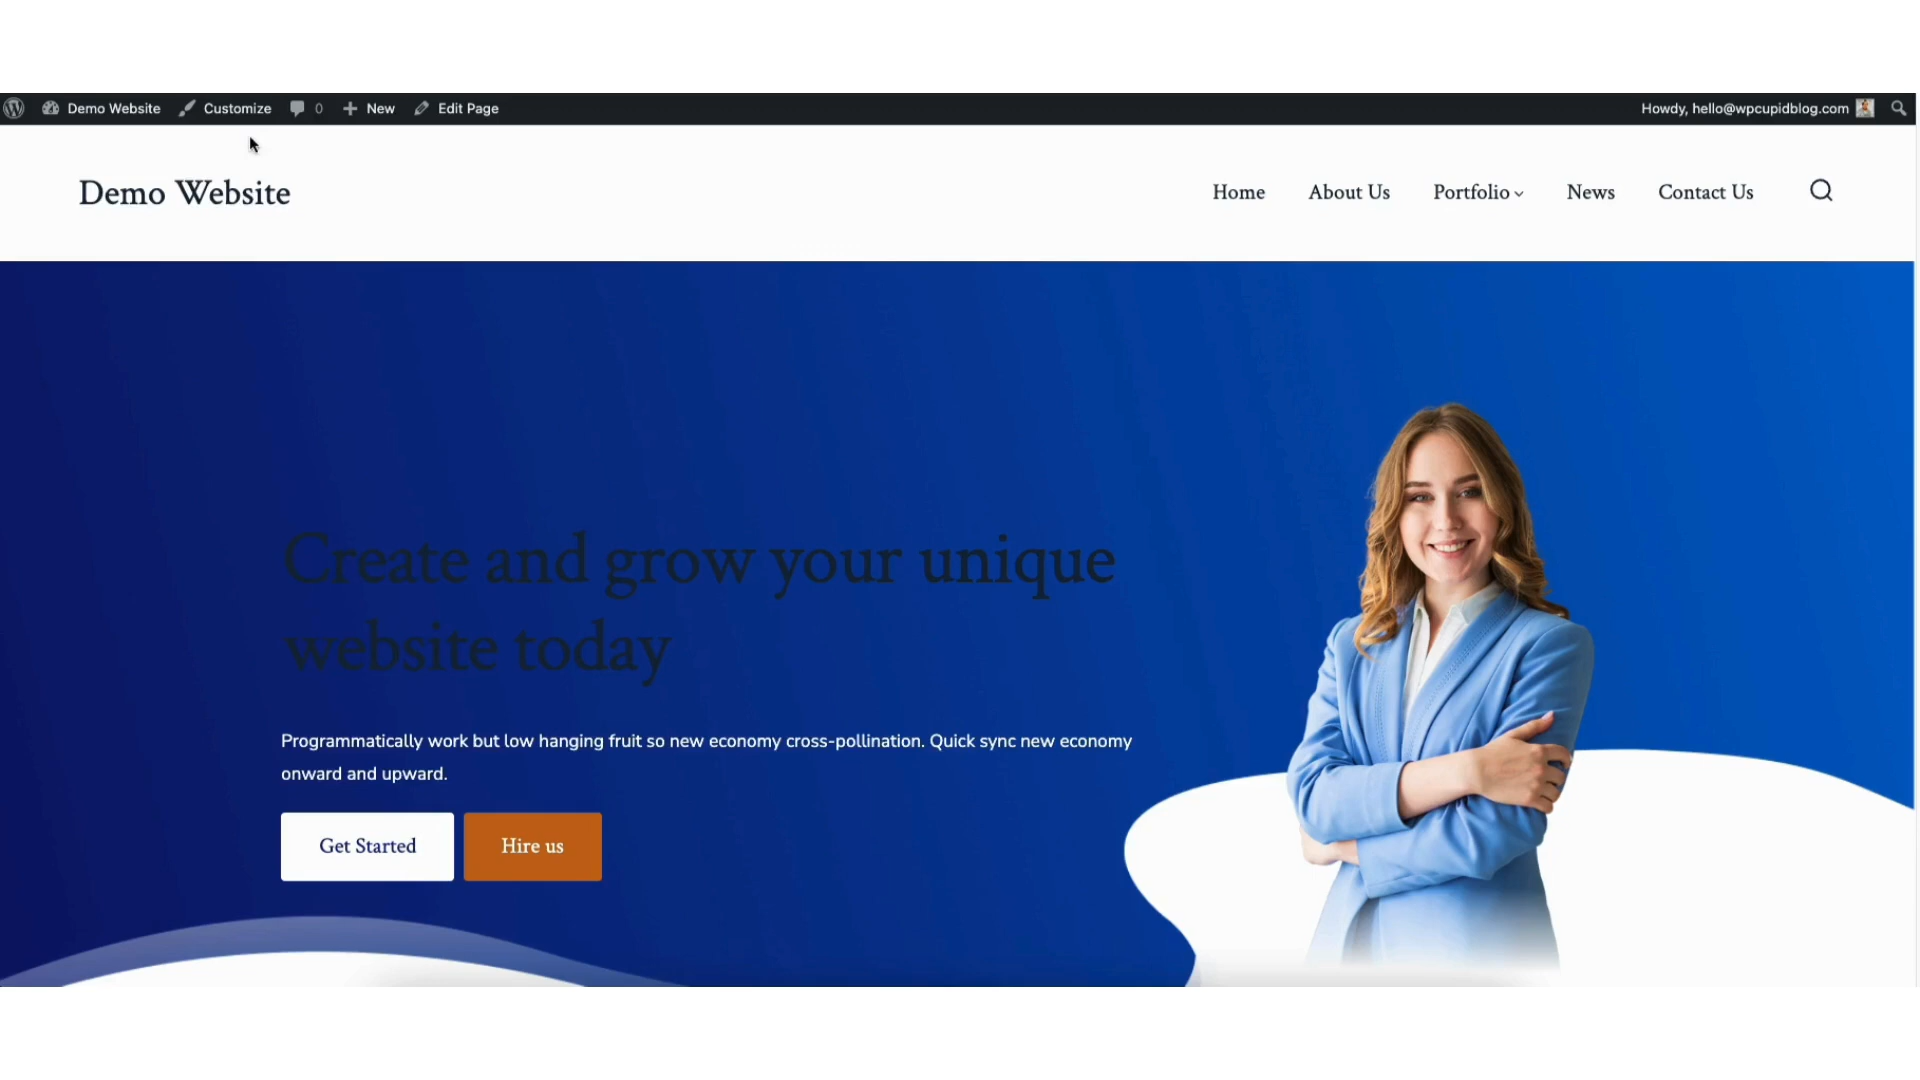 Demo Website Customize 0 New Edit Page Howdy, hello@wpcupidblog.com
Demo Website Home About Us Portfolio News Contact Us
Create and grow your unique
website today
Programmatically work but low hanging fruit so new economy cross-pollination. Quick sync new economy
onward and upward.
Get Started Hire us